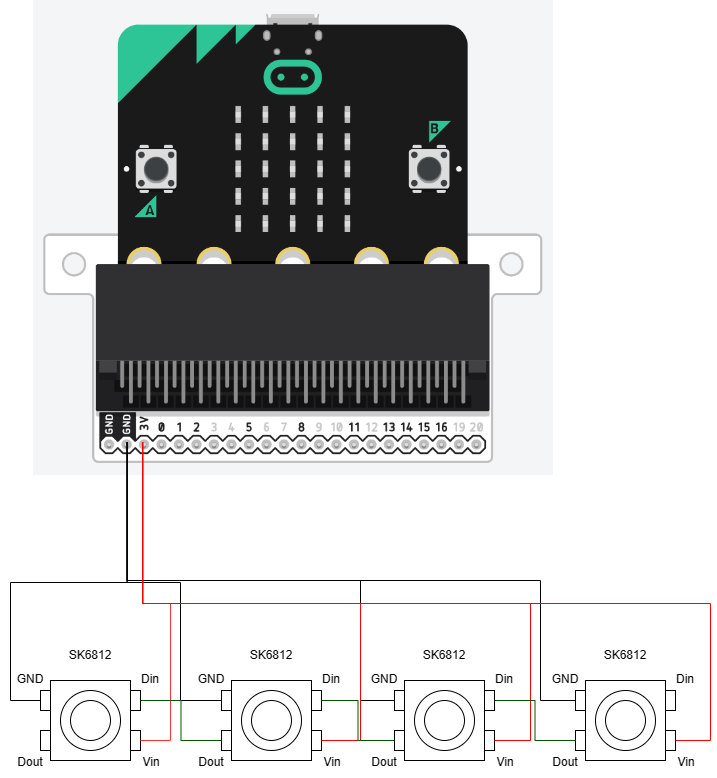 B
A
GND GND 3V 0 1 2 3 4 5 6 7 8 9 10 11 12 13 14 15 16 19 20
SK6812 SK6812 SK6812 SK6812
GND Din GND Din GND Din GND Din
Dout Vin Dout Vin Dout Vin Dout Vin